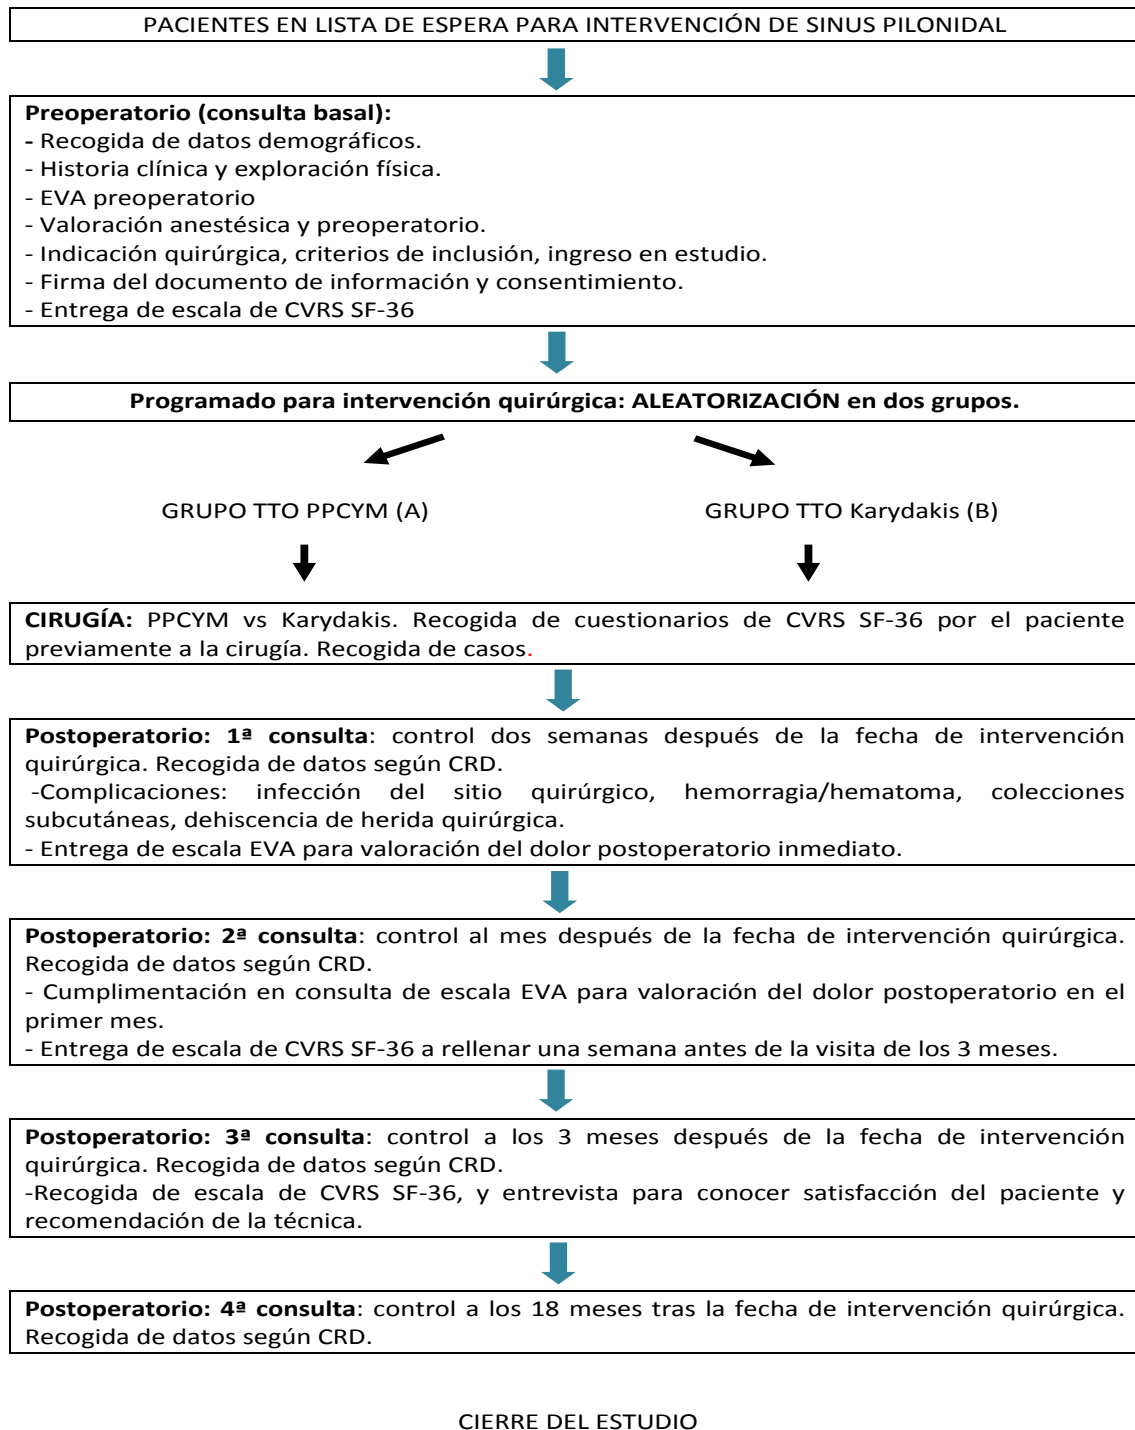 PACIENTES EN LISTA DE ESPERA PARA INTERVENCIÓN DE SINUS PILONIDAL
Preoperatorio (consulta basal):
- Recogida de datos demográficos.
- Historia clínica y exploración física.
- EVA preoperatorio
- Valoración anestésica y preoperatorio.
- Indicación quirúrgica, criterios de inclusión, ingreso en estudio.
- Firma del documento de información y consentimiento.
- Entrega de escala de CVRS SF-36
Programado para intervención quirúrgica: ALEATORIZACIÓN en dos grupos.
GRUPO TTO PPCYM (A)
GRUPO TTO Karydakis (B)
CIRUGÍA: PPCYM vs Karydakis. Recogida de cuestionarios de CVRS SF-36 por el paciente
previamente a la cirugía. Recogida de casos.
Postoperatorio: 1ª consulta: control dos semanas después de la fecha de intervención
quirúrgica. Recogida de datos según CRD.
-Complicaciones: infección del sitio quirúrgico, hemorragia/hematoma, colecciones
subcutáneas, dehiscencia de herida quirúrgica.
- Entrega de escala EVA para valoración del dolor postoperatorio inmediato.
Postoperatorio: 2ª consulta: control al mes después de la fecha de intervención quirúrgica.
Recogida de datos según CRD.
- Cumplimentación en consulta de escala EVA para valoración del dolor postoperatorio en el
primer mes.
- Entrega de escala de CVRS SF-36 a rellenar una semana antes de la visita de los 3 meses.
Postoperatorio: 3ª consulta: control a los 3 meses después de la fecha de intervención
quirúrgica. Recogida de datos según CRD.
-Recogida de escala de CVRS SF-36, y entrevista para conocer satisfacción del paciente y
recomendación de la técnica.
Postoperatorio: 4ª consulta: control a los 18 meses tras la fecha de intervención quirúrgica.
Recogida de datos según CRD.
CIERRE DEL ESTUDIO